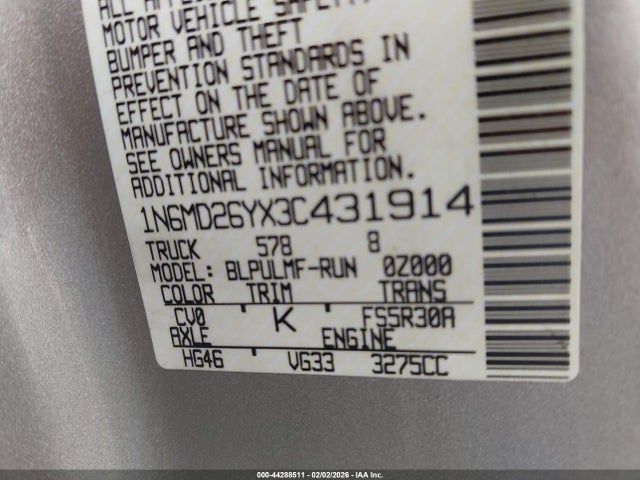 MOTOR VEHICLE SAFETY,
BUMPER AND THEFT
PREVENTION STANDARDS IN
EFFECT ON THE DATE OF
MANUFACTURE SHOWN ABOVE.
SEE OWNERS MANUAL FOR
ADDITIONAL INFORMATION.
1N6MD26YX3C431914
TRUCK 578 8
MODEL: BLPULMF-RUN 0Z000
COLOR TRIM TRANS
CV0 ' K FS5R30A
AXLE ENGINE
HG46 ' VG33 3275CC
000-44288511 - 02/02/2026 - IAA Inc.